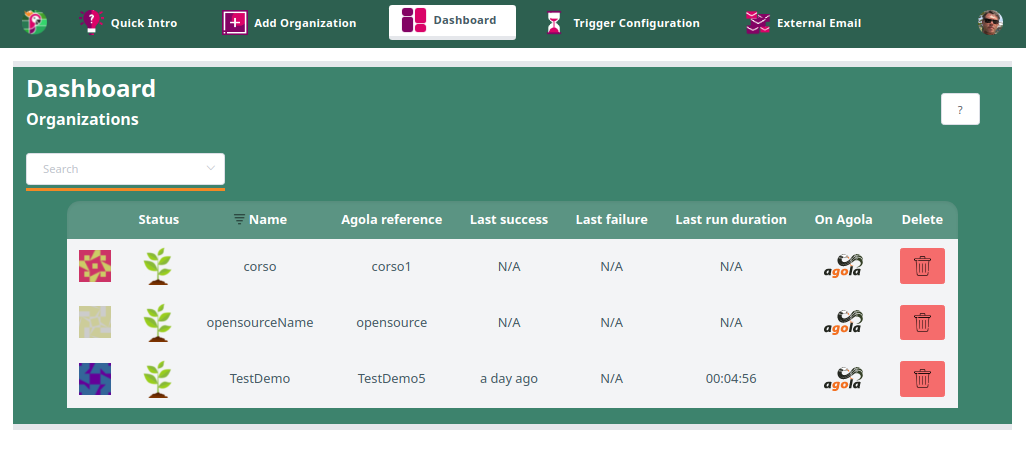 Quick Intro Add Organization Dashboard Trigger Configuration External Email
Dashboard
Organizations
?
Search
Status Name Agola reference Last success Last failure Last run duration On Agola Delete
corso corso1 N/A N/A N/A agola
opensourceName opensource N/A N/A N/A agola
TestDemo TestDemo5 a day ago N/A 00:04:56 agola